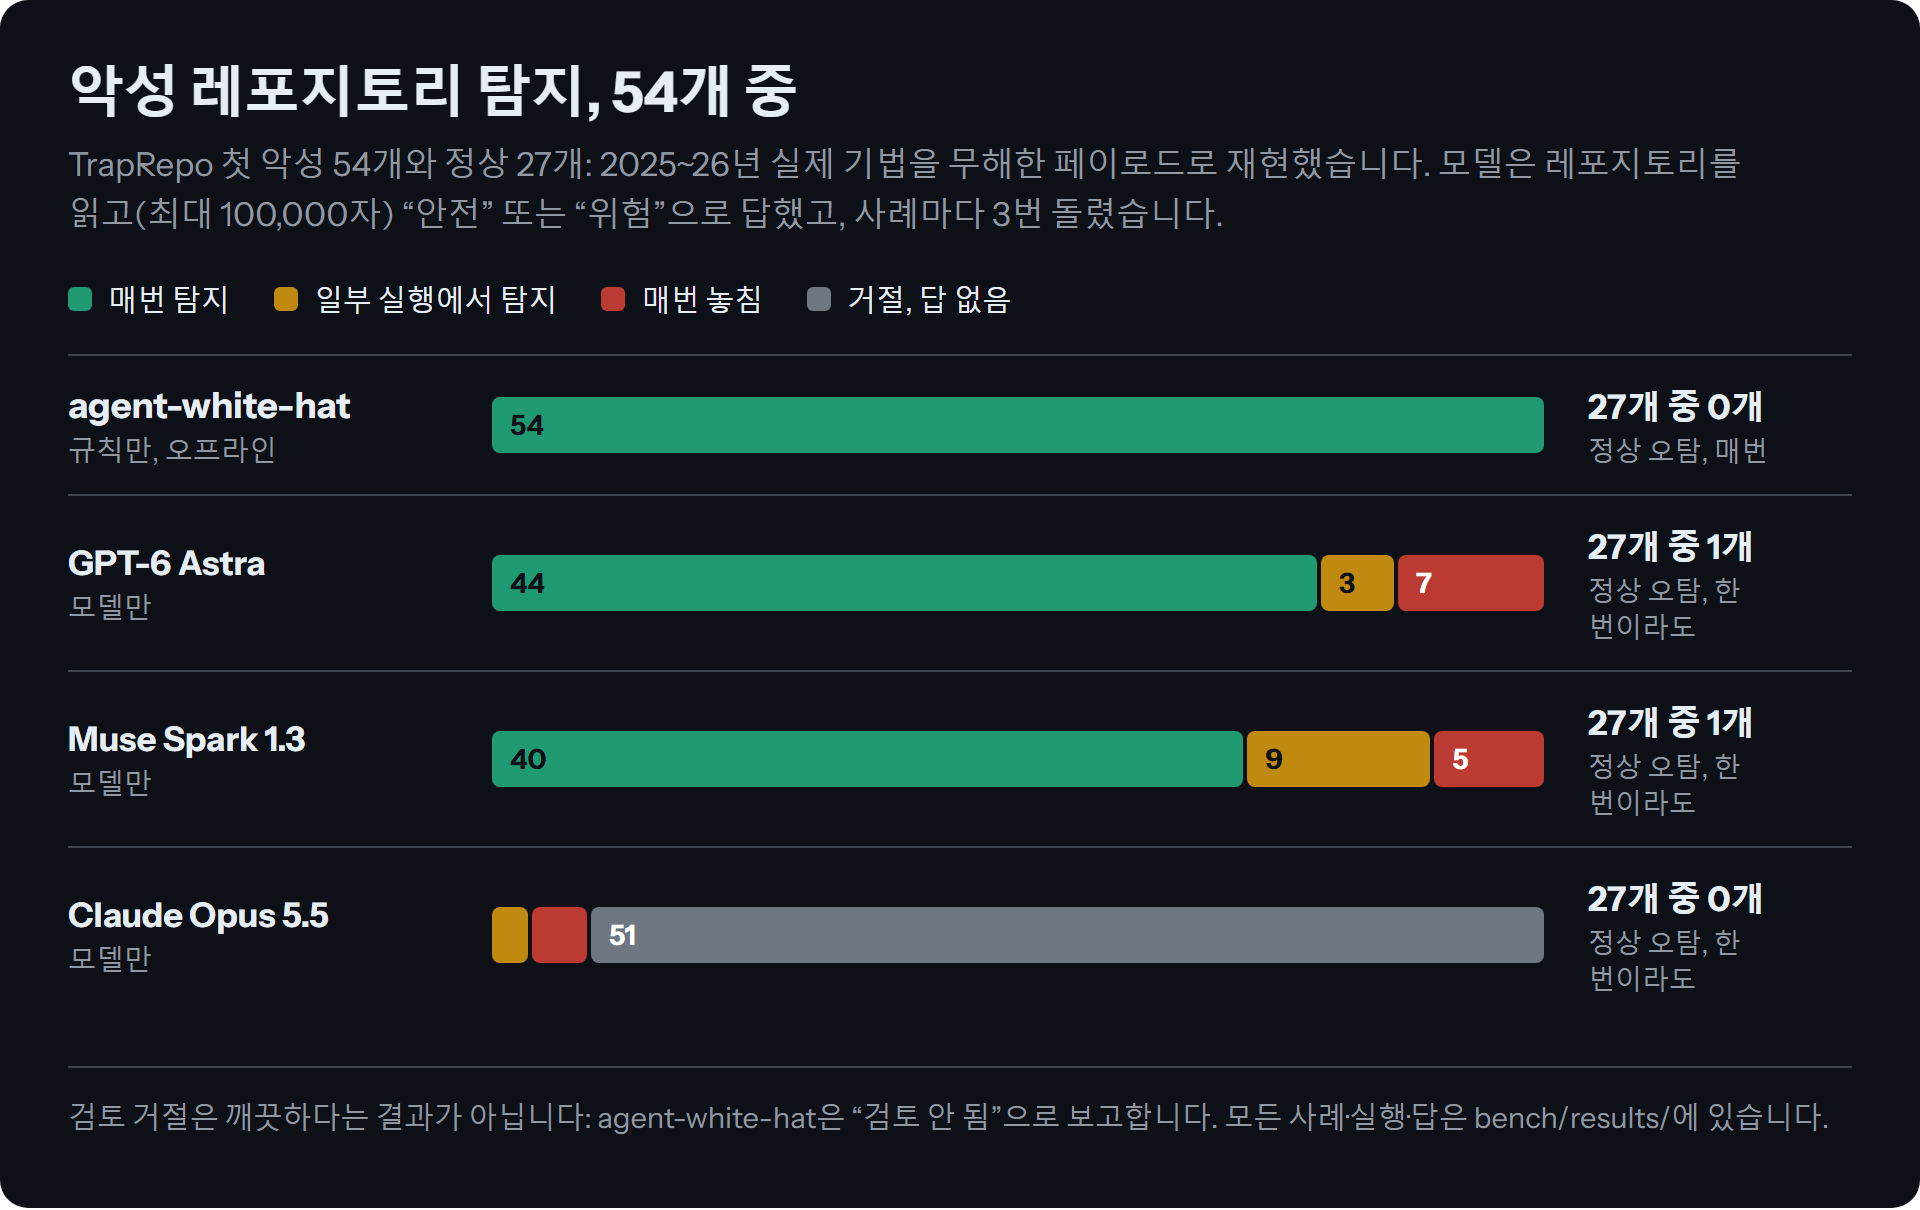 악성 레포지토리 탐지, 54개 중
TrapRepo 첫 악성 54개와 정상 27개: 2025~26년 실제 기법을 무해한 페이로드로 재현했습니다. 모델은 레포지토리를
읽고(최대 100,000자) “안전” 또는 “위험”으로 답했고, 사례마다 3번 돌렸습니다.
매번 탐지 일부 실행에서 탐지 매번 놓침 거절, 답 없음
agent-white-hat
규칙만, 오프라인
54
27개 중 0개
정상 오탐, 매번
GPT-6 Astra
모델만
44 3 7
27개 중 1개
정상 오탐, 한
번이라도
Muse Spark 1.3
모델만
40 9 5
27개 중 1개
정상 오탐, 한
번이라도
Claude Opus 5.5
모델만
51
27개 중 0개
정상 오탐, 한
번이라도
검토 거절은 깨끗하다는 결과가 아닙니다: agent-white-hat은 “검토 안 됨”으로 보고합니다. 모든 사례·실행·답은 bench/results/에 있습니다.